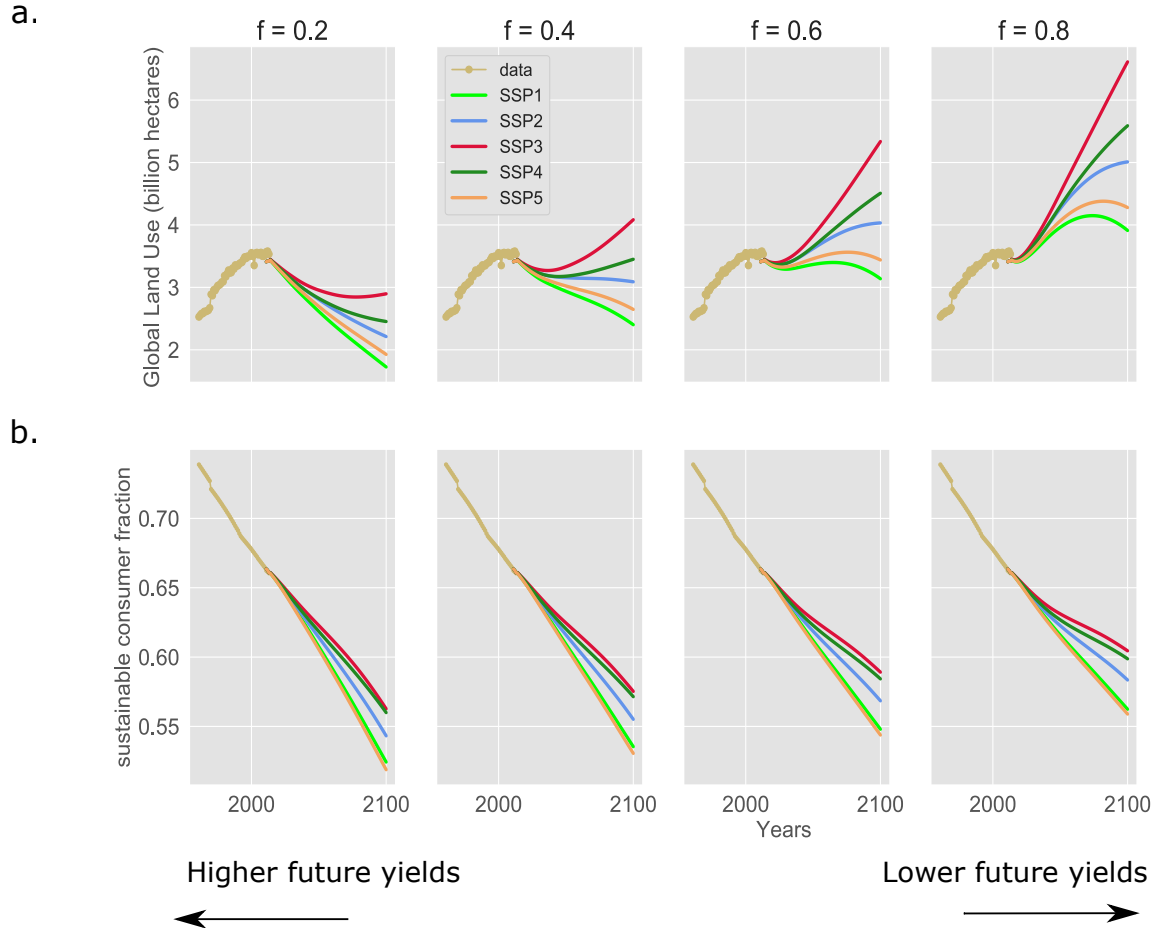 a.
f = 0.2
f = 0.4
f = 0.6
f = 0.8
Global Land Use (billion hectares)
6
5
4
3
2
data
SSP1
SSP2
SSP3
SSP4
SSP5
b.
sustainable consumer fraction
0.70
0.65
0.60
0.55
2000
2100
2000
2100
2000
2100
2000
2100
Years
Higher future yields
Lower future yields